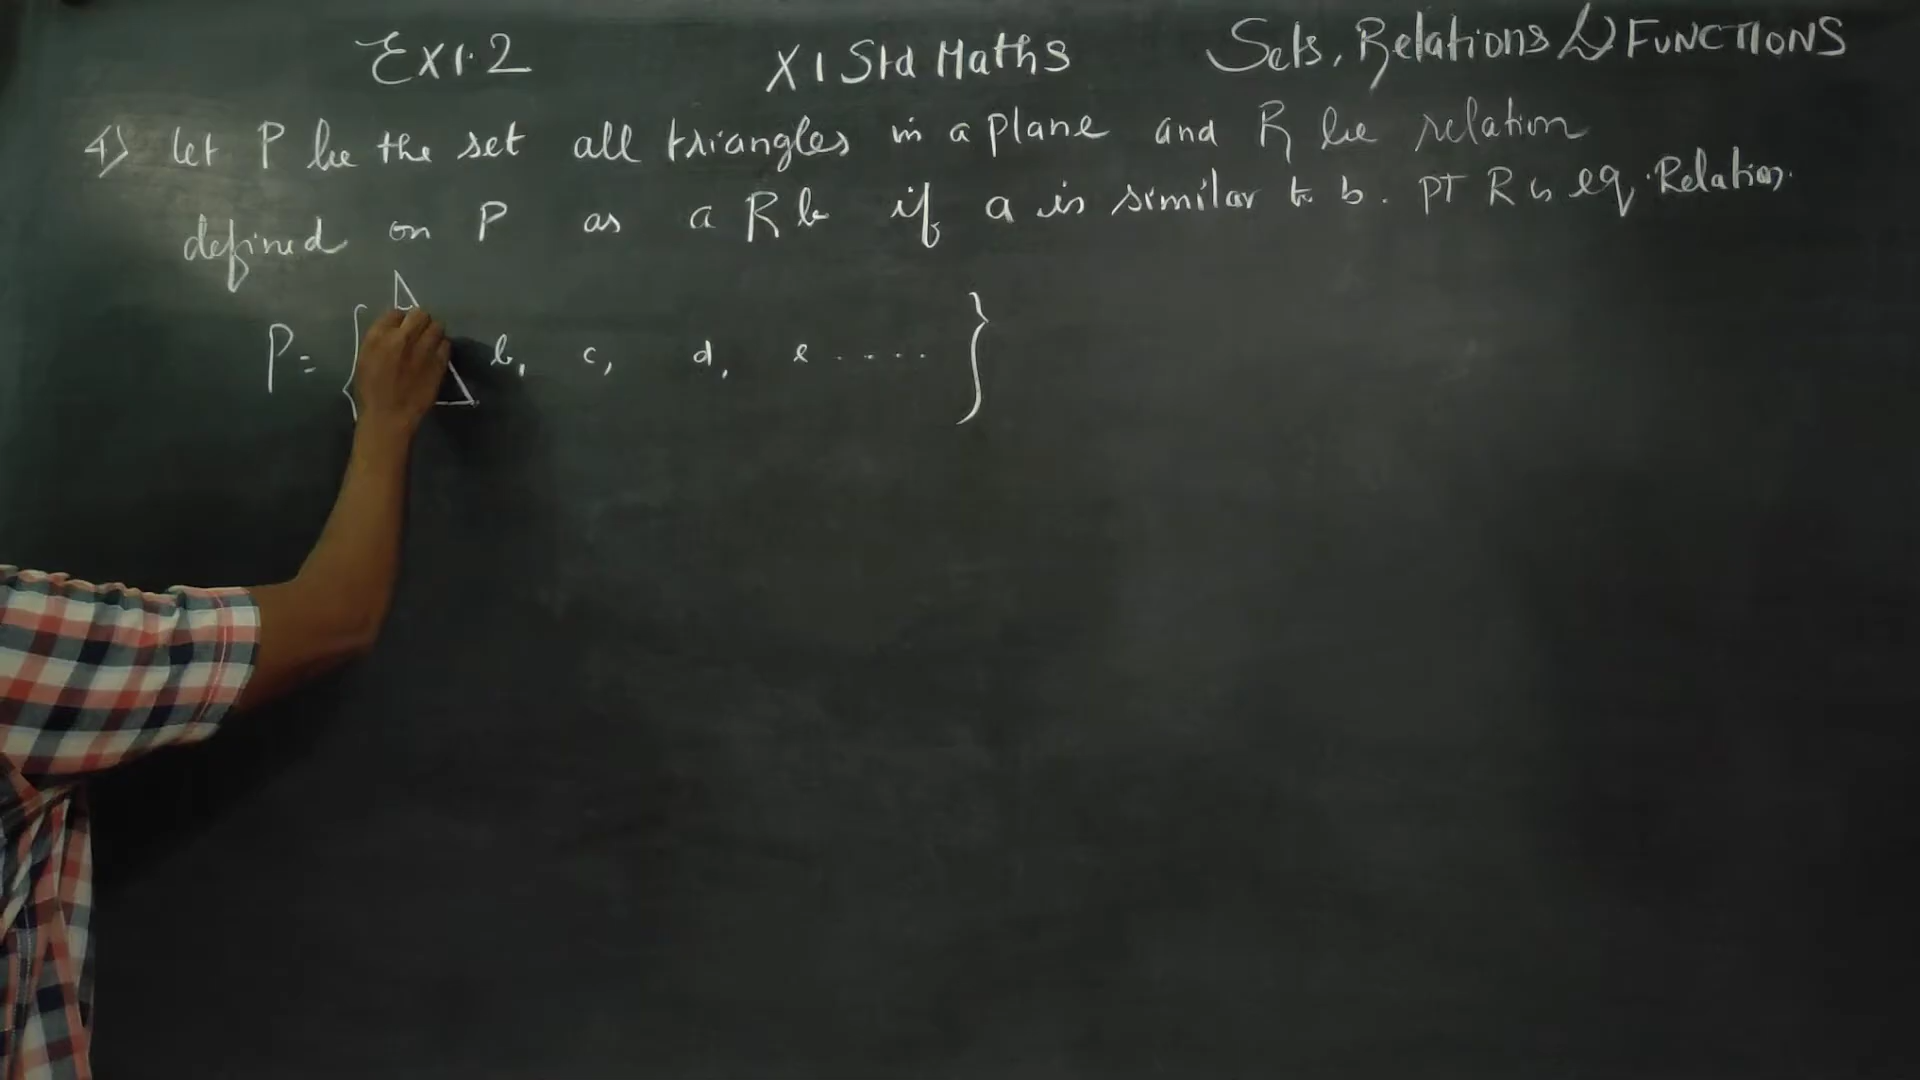 Ex1.2 XI Std Maths Sets, Relations & FUNCTIONS
4) Let P be the set all triangles in a plane and R be relation
defined on P as a R b if a is similar to b. PT R is eq. Relation.
P = { b, c, d, e ..... }